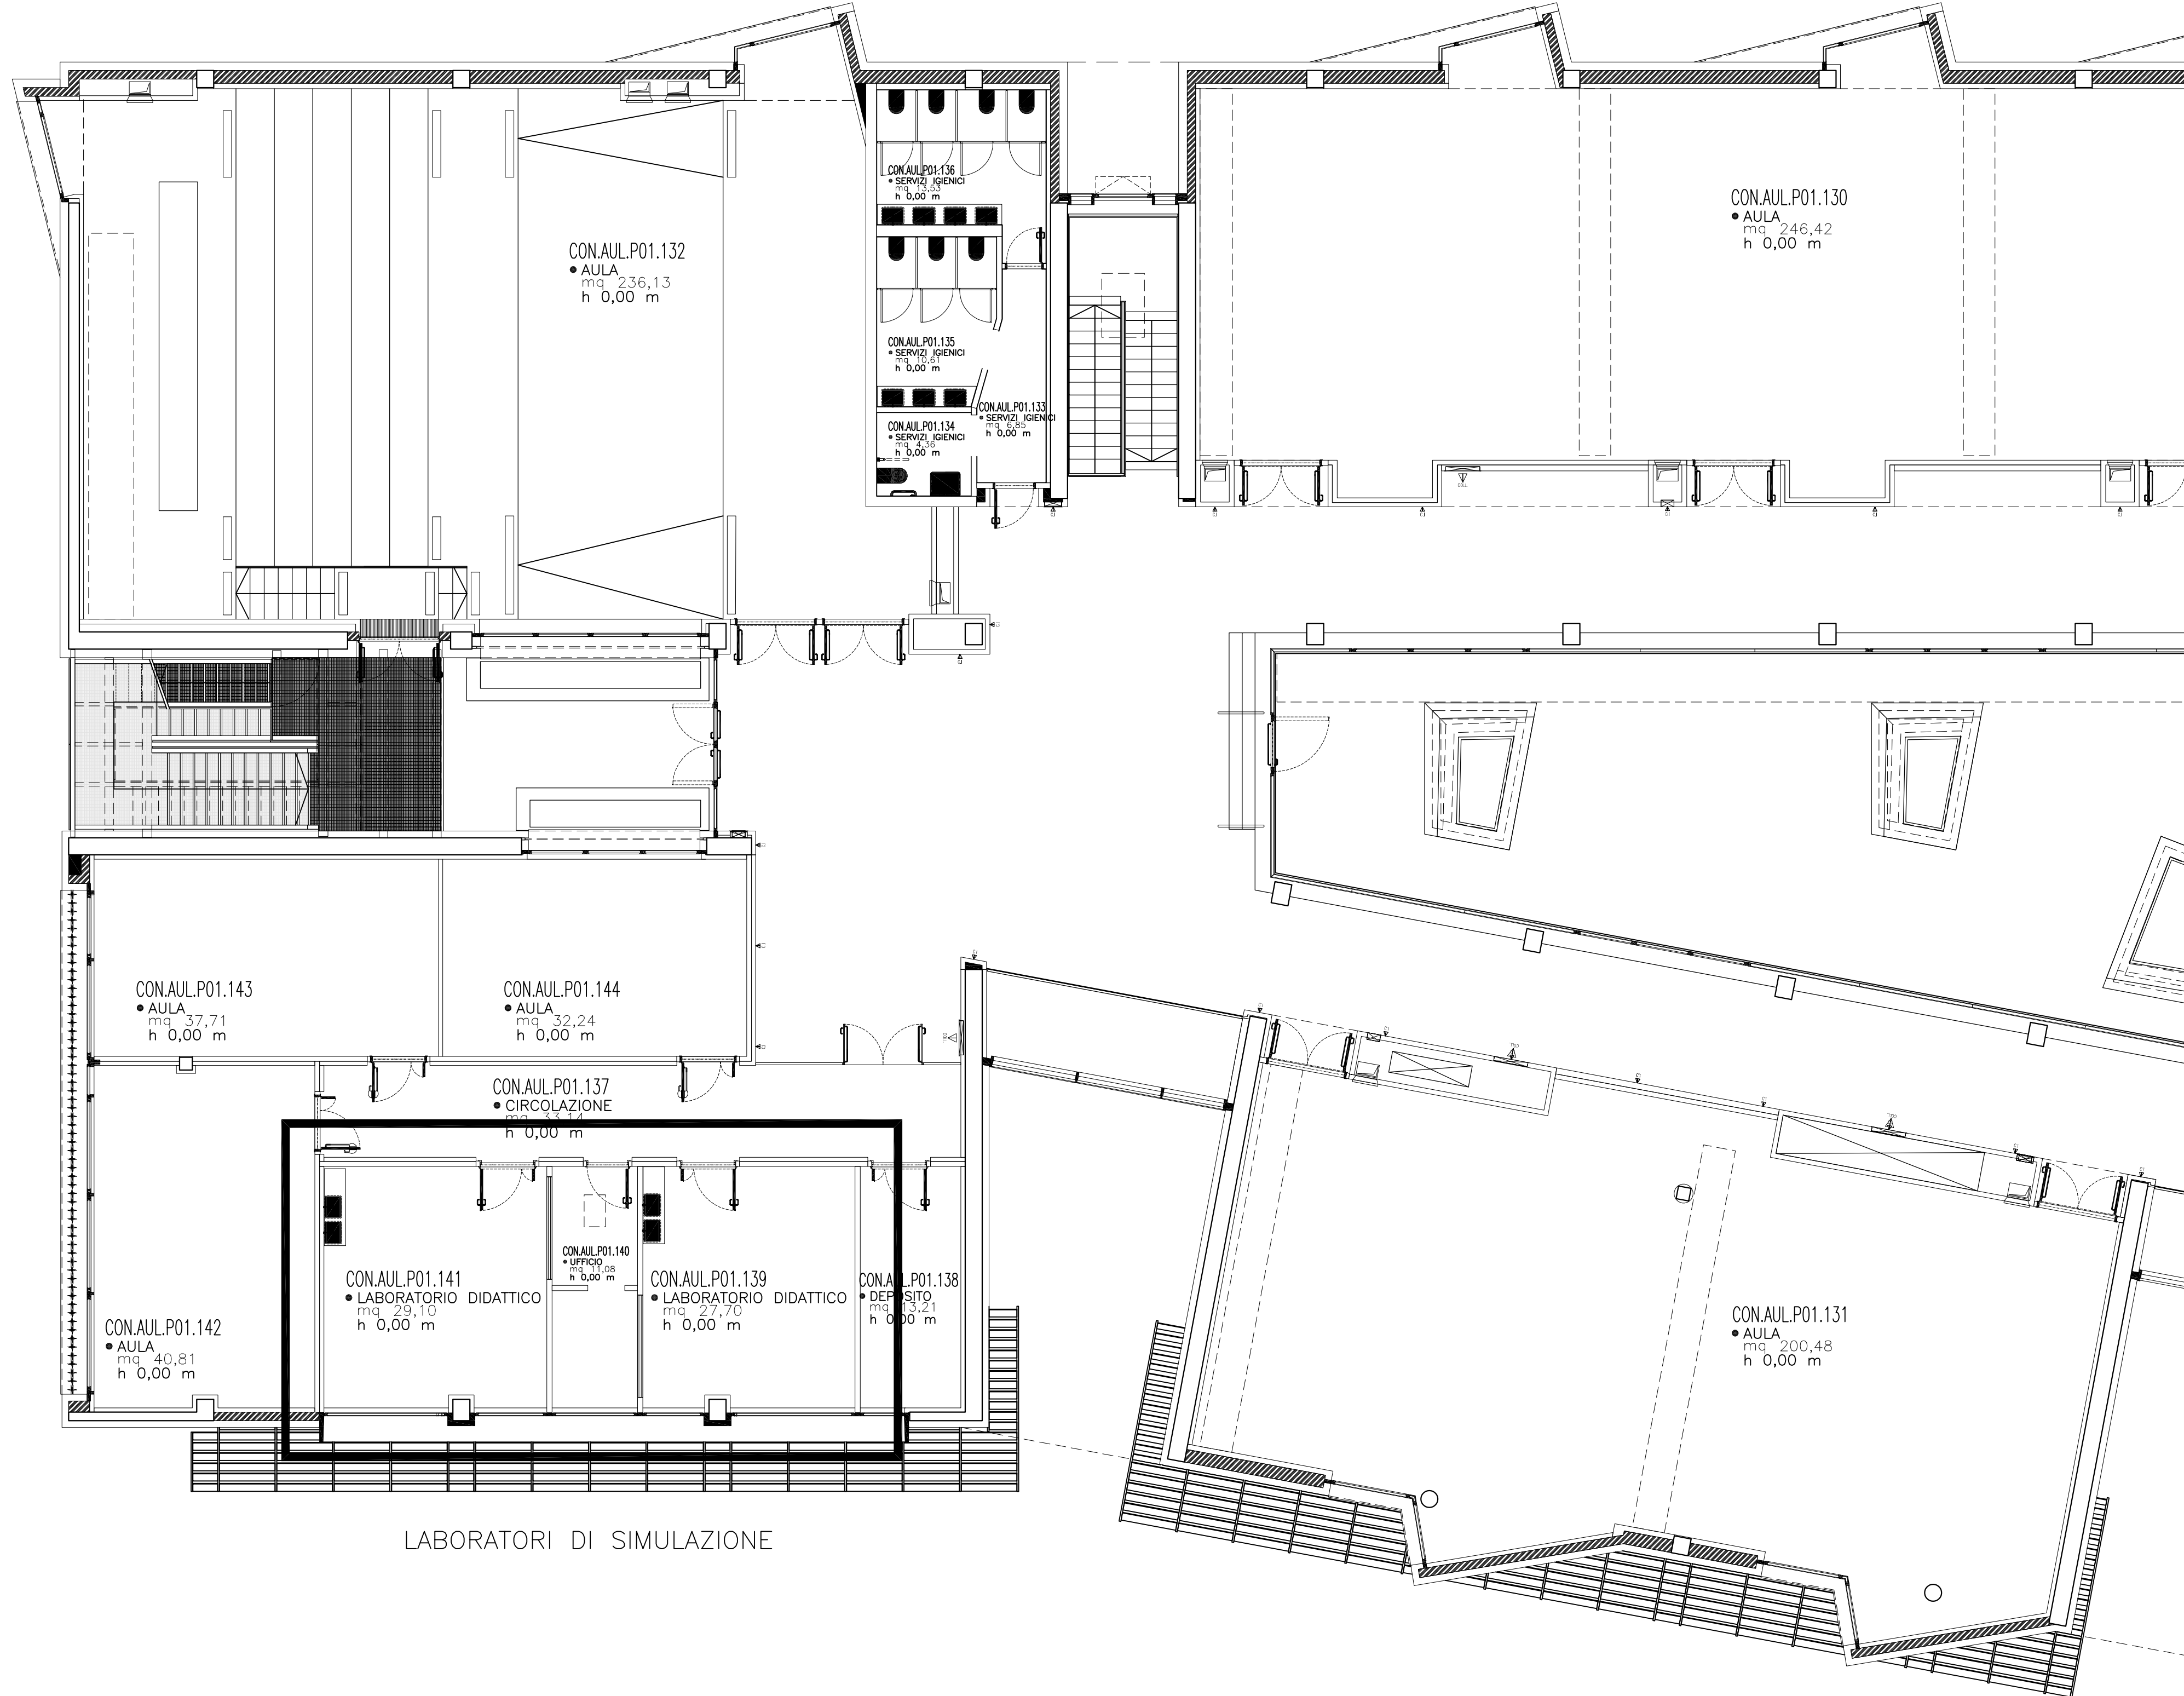 CON.AUL.P01.136
SERVIZI IGIENICI
mq 13,53
h 0,00 m
CON.AUL.P01.130
AULA
mq 246,42
h 0,00 m
CON.AUL.P01.132
AULA
mq 236,13
h 0,00 m
CON.AUL.P01.135
SERVIZI IGIENICI
mq 10,61
h 0,00 m
CON.AUL.P01.133
SERVIZI IGIENICI
mq 6,85
h 0,00 m
CON.AUL.P01.134
SERVIZI IGIENICI
mq 4,36
h 0,00 m
CON.AUL.P01.143
AULA
mq 37,71
h 0,00 m
CON.AUL.P01.144
AULA
mq 32,24
h 0,00 m
CON.AUL.P01.137
CIRCOLAZIONE
mq 33,14
h 0,00 m
CON.AUL.P01.140
UFFICIO
mq 11,08
h 0,00 m
CON.AUL.P01.141
LABORATORIO DIDATTICO
mq 29,10
h 0,00 m
CON.AUL.P01.139
LABORATORIO DIDATTICO
mq 27,70
h 0,00 m
CON.AUL.P01.138
DEPOSITO
mq 13,21
h 0,00 m
CON.AUL.P01.142
AULA
mq 40,81
h 0,00 m
CON.AUL.P01.131
AULA
mq 200,48
h 0,00 m
LABORATORI DI SIMULAZIONE